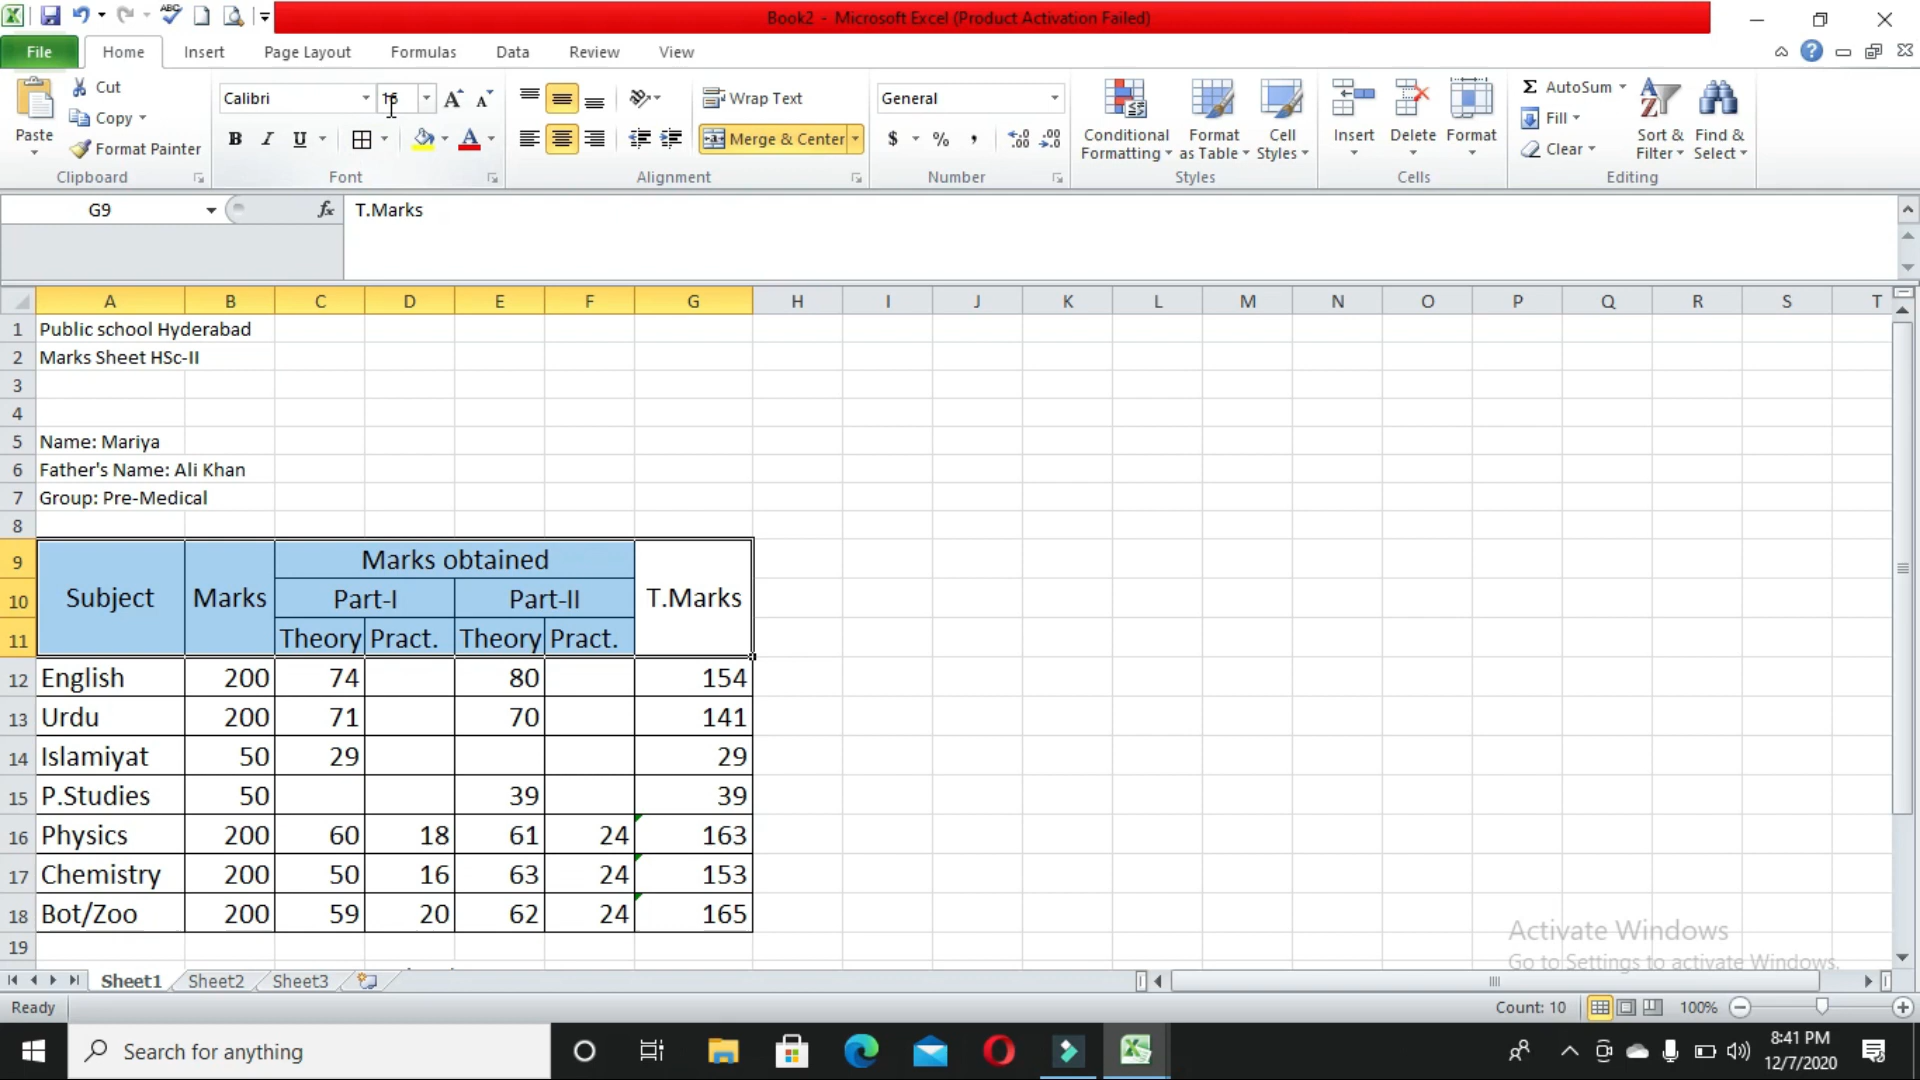 ABC
Book2 - Microsoft Excel (Product Activation Failed)
File Home Insert Page Layout Formulas Data Review View
Paste
Cut
Copy
Format Painter
Clipboard
Calibri
B I U A
Font
Wrap Text
Merge & Center
Alignment
General
$ % ,
Number
Conditional Formatting
Format as Table
Cell Styles
Styles
Insert Delete Format
Cells
Σ AutoSum
Fill
Clear
Sort & Filter
Find & Select
Editing
G9 fx T.Marks
A B C D E F G H I J K L M N O P Q R S T
1 Public school Hyderabad
2 Marks Sheet HSc-II
3
4
5 Name: Mariya
6 Father's Name: Ali Khan
7 Group: Pre-Medical
8
9 Subject Marks Marks obtained T.Marks
10 Part-I Part-II
11 Theory Pract. Theory Pract.
12 English 200 74 80 154
13 Urdu 200 71 70 141
14 Islamiyat 50 29 29
15 P.Studies 50 39 39
16 Physics 200 60 18 61 24 163
17 Chemistry 200 50 16 63 24 153
18 Bot/Zoo 200 59 20 62 24 165
19
Activate Windows
Go to Settings to activate Windows.
Sheet1 Sheet2 Sheet3
Ready Count: 10 100%
Search for anything
8:41 PM
12/7/2020